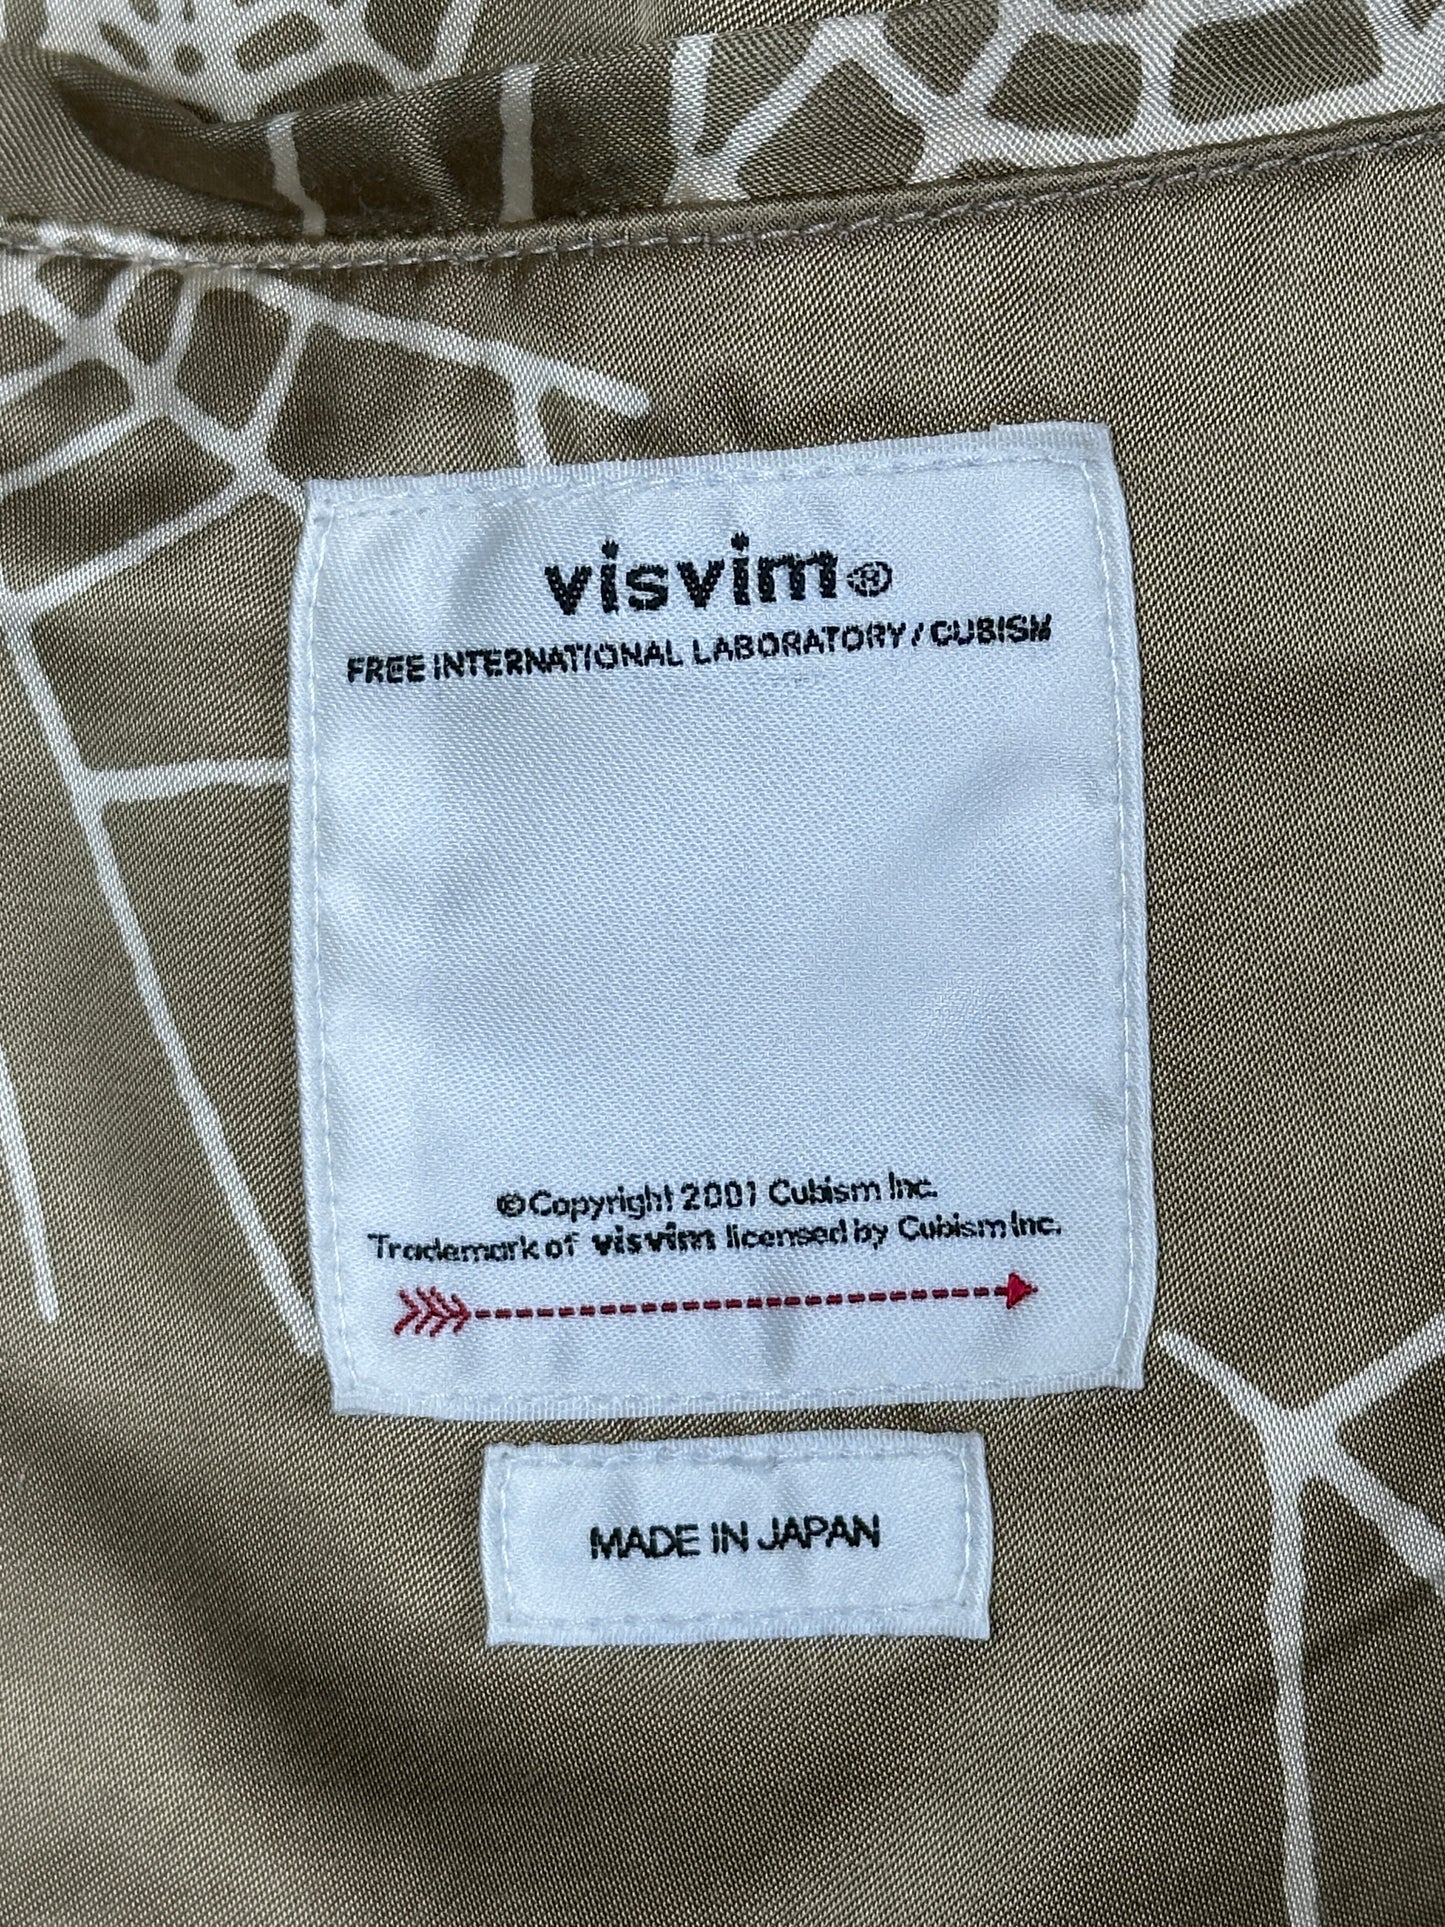 visvim®
FREE INTERNATIONAL LABORATORY / CUBISM
©Copyright 2001 Cubism Inc.
Trademark of visvim licensed by Cubism Inc.
MADE IN JAPAN